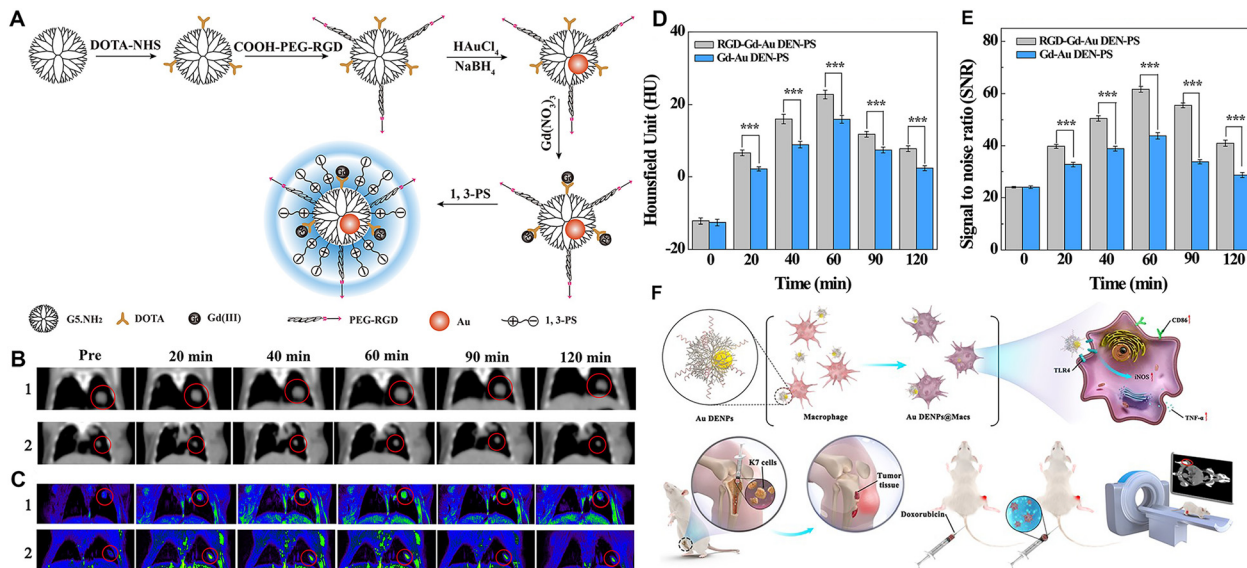 A
DOTA-NHS
COOH-PEG-RGD
HAuCl4
NaBH4
Gd(NO3)3
1, 3-PS
Gd
G5.NH2
DOTA
Gd(III)
PEG-RGD
Au
1, 3-PS
B
Pre
20 min
40 min
60 min
90 min
120 min
1
2
C
1
2
D
RGD-Gd-Au DEN-PS
Gd-Au DEN-PS
Hounsfield Unit (HU)
40
20
0
-20
***
***
***
***
***
0 20 40 60 90 120
Time (min)
E
RGD-Gd-Au DEN-PS
Gd-Au DEN-PS
Signal to noise ratio (SNR)
80
60
40
20
0
***
***
***
***
***
0 20 40 60 90 120
Time (min)
F
Au DENPs
Macrophage
Au DENPs@Macs
CD86↑
TLR4
iNOS↑
TNF-α↑
K7 cells
Tumor
tissue
Doxorubicin